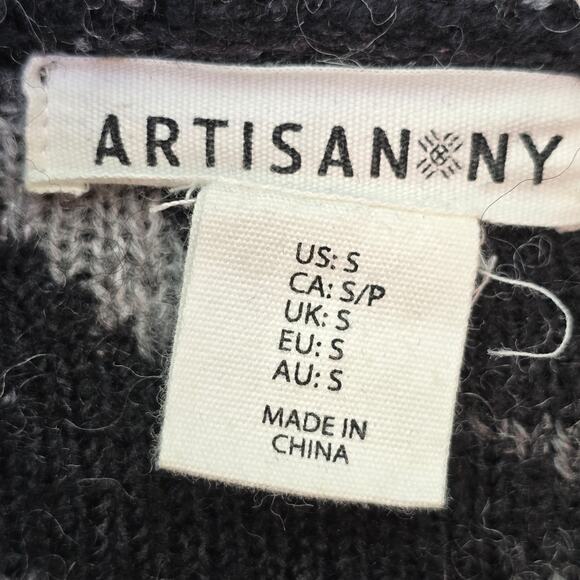 ARTISAN NY
US: S
CA: S/P
UK: S
EU: S
AU: S
MADE IN
CHINA